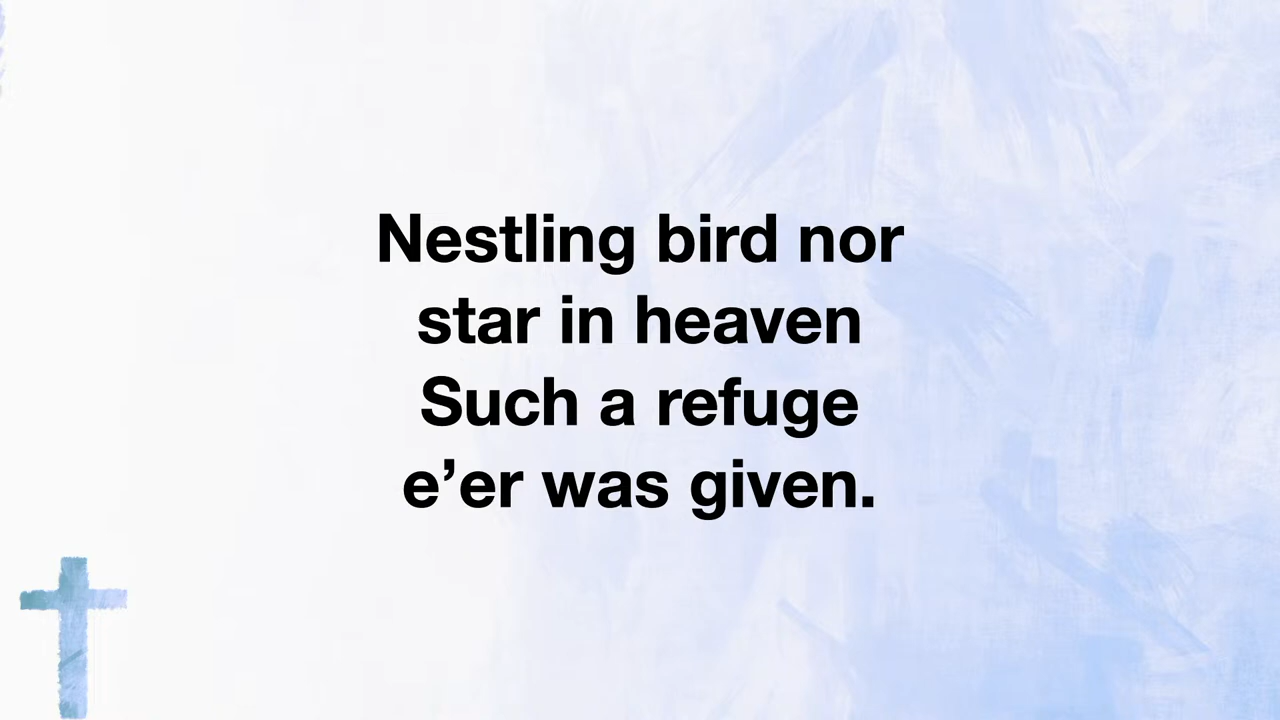 Nestling bird nor
star in heaven
Such a refuge
e’er was given.